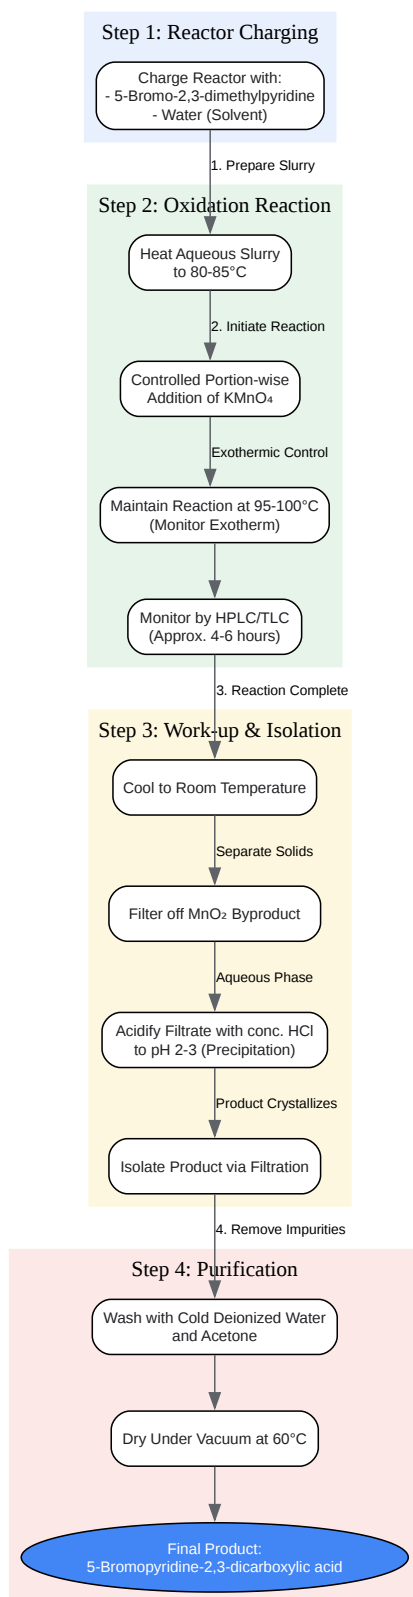 Step 1: Reactor Charging
Charge Reactor with:
- 5-Bromo-2,3-dimethylpyridine
- Water (Solvent)
1. Prepare Slurry
Step 2: Oxidation Reaction
Heat Aqueous Slurry
to 80-85°C
2. Initiate Reaction
Controlled Portion-wise
Addition of KMnO₄
Exothermic Control
Maintain Reaction at 95-100°C
(Monitor Exotherm)
Monitor by HPLC/TLC
(Approx. 4-6 hours)
3. Reaction Complete
Step 3: Work-up & Isolation
Cool to Room Temperature
Separate Solids
Filter off MnO₂ Byproduct
Aqueous Phase
Acidify Filtrate with conc. HCl
to pH 2-3 (Precipitation)
Product Crystallizes
Isolate Product via Filtration
4. Remove Impurities
Step 4: Purification
Wash with Cold Deionized Water
and Acetone
Dry Under Vacuum at 60°C
Final Product:
5-Bromopyridine-2,3-dicarboxylic acid